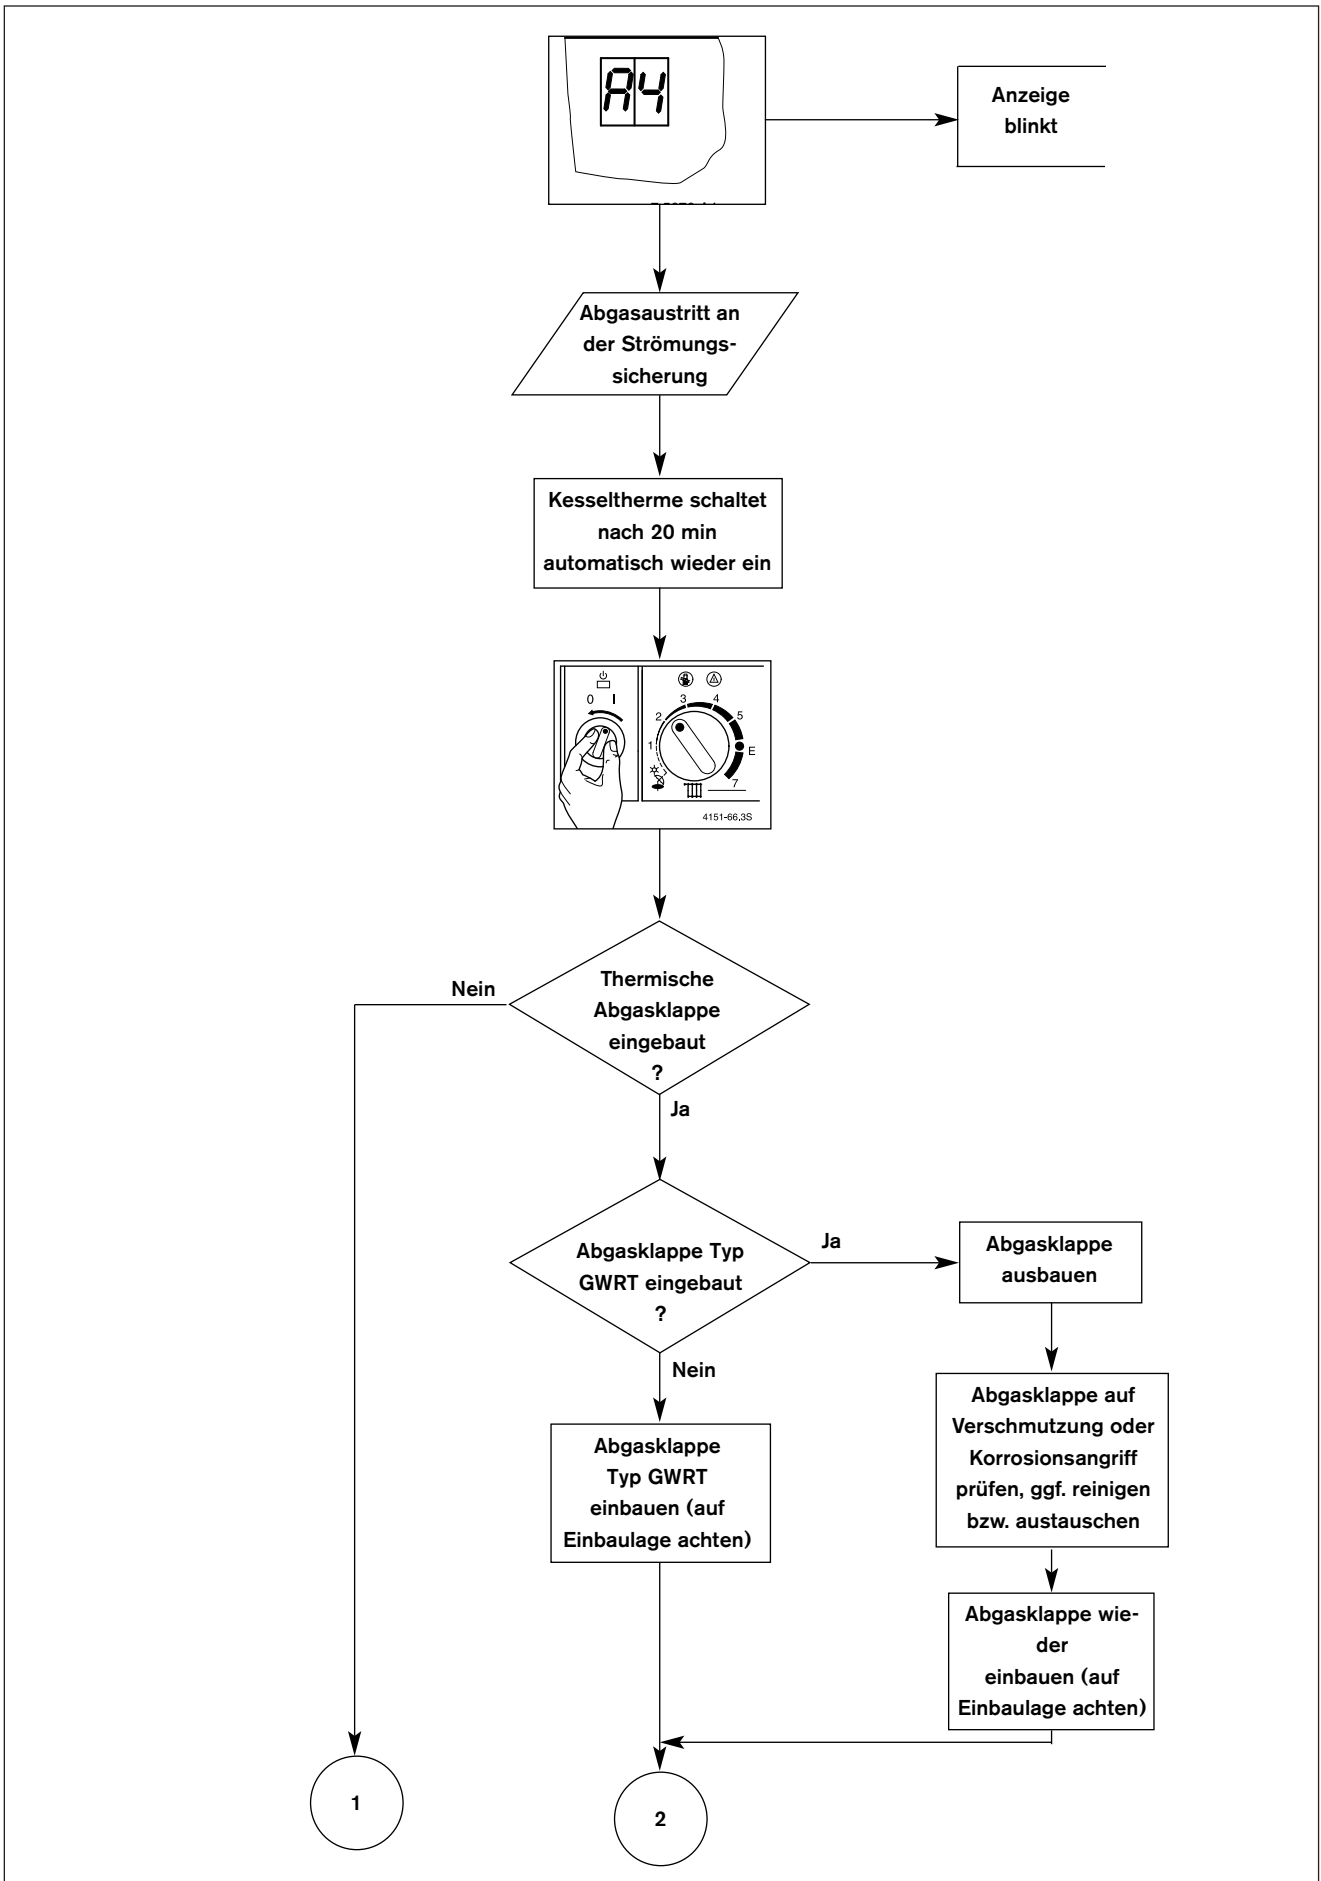 A4
Anzeige
blinkt
Abgasaustritt an
der Strömungs-
sicherung
Kesseltherme schaltet
nach 20 min
automatisch wieder ein
0 I
3 4
2 5
1 E
7
4151-66.3S
Thermische
Abgasklappe
eingebaut
?
Nein
Ja
Abgasklappe Typ
GWRT eingebaut
?
Ja
Abgasklappe
ausbauen
Nein
Abgasklappe auf
Verschmutzung oder
Korrosionsangriff
prüfen, ggf. reinigen
bzw. austauschen
Abgasklappe
Typ GWRT
einbauen (auf
Einbaulage achten)
Abgasklappe wie-
der
einbauen (auf
Einbaulage achten)
1
2